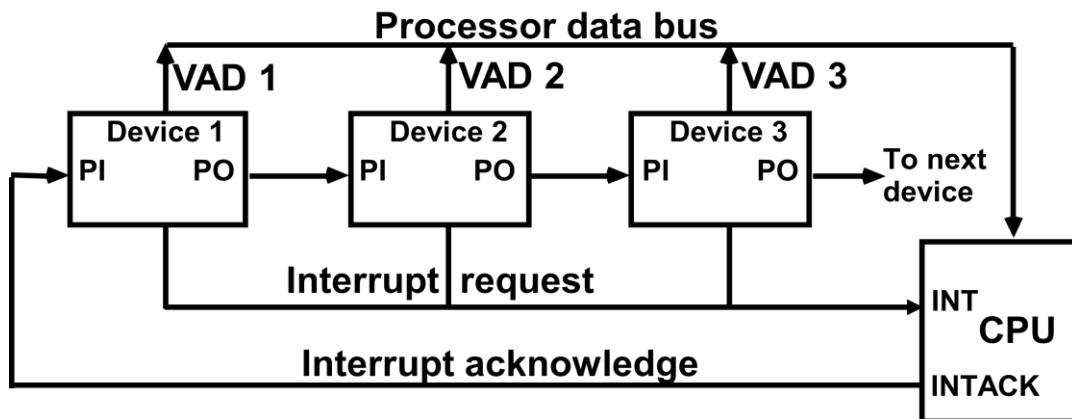 Processor data bus
VAD 1
VAD 2
VAD 3
Device 1
PI PO
Device 2
PI PO
Device 3
PI PO
To next
device
Interrupt request
INT
CPU
Interrupt acknowledge
INTACK